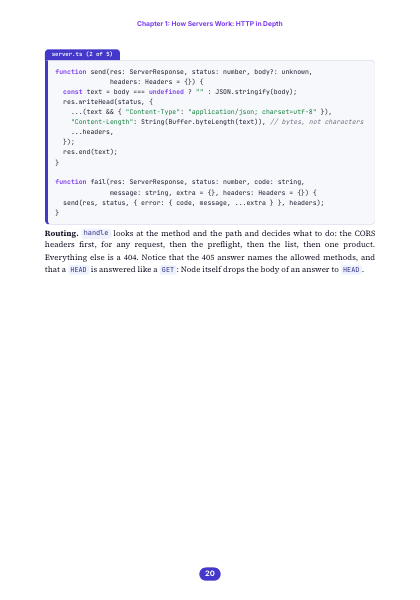 Chapter 1: How Servers Work: HTTP in Depth
server.ts (2 of 5)
function send(res: ServerResponse, status: number, body?: unknown,
              headers: Headers = {}) {
  const text = body === undefined ? "" : JSON.stringify(body);
  res.writeHead(status, {
    ...(text && { "Content-Type": "application/json; charset=utf-8" }),
    "Content-Length": String(Buffer.byteLength(text)), // bytes, not characters
    ...headers,
  });
  res.end(text);
}

function fail(res: ServerResponse, status: number, code: string,
              message: string, extra = {}, headers: Headers = {}) {
  send(res, status, { error: { code, message, ...extra } }, headers);
}
Routing. handle looks at the method and the path and decides what to do: the CORS
headers first, for any request, then the preflight, then the list, then one product.
Everything else is a 404. Notice that the 405 answer names the allowed methods, and
that a HEAD is answered like a GET: Node itself drops the body of an answer to HEAD.
20